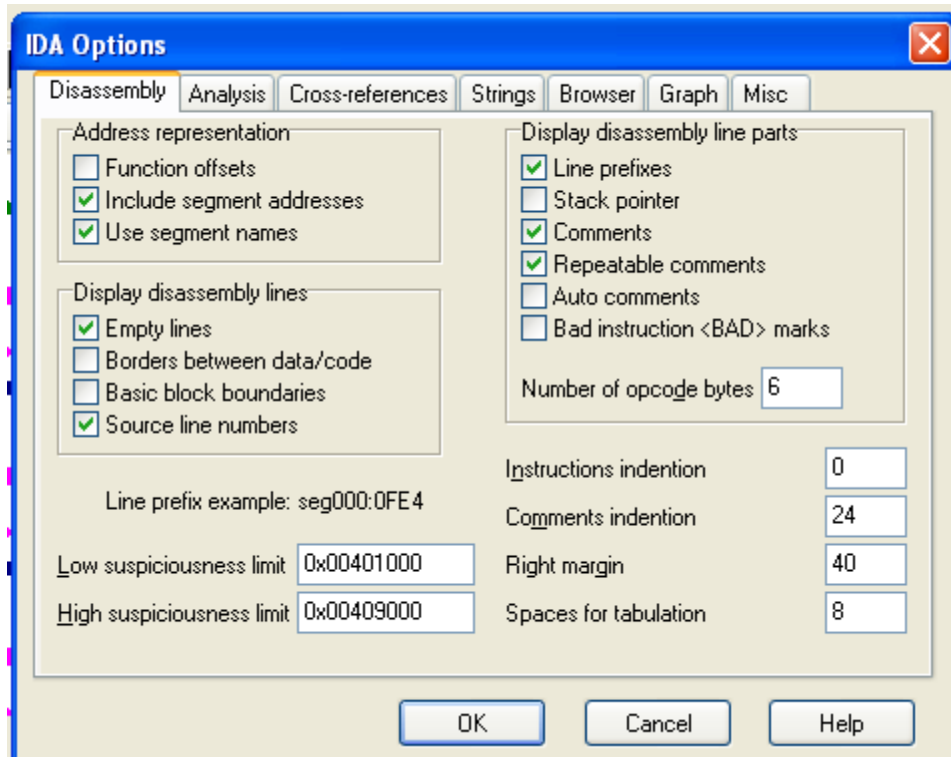 IDA Options
Disassembly Analysis Cross-references Strings Browser Graph Misc
Address representation
Function offsets
Include segment addresses
Use segment names
Display disassembly lines
Empty lines
Borders between data/code
Basic block boundaries
Source line numbers
Line prefix example: seg000:0FE4
Low suspiciousness limit 0x00401000
High suspiciousness limit 0x00409000
Display disassembly line parts
Line prefixes
Stack pointer
Comments
Repeatable comments
Auto comments
Bad instruction <BAD> marks
Number of opcode bytes 6
Instructions indention 0
Comments indention 24
Right margin 40
Spaces for tabulation 8
OK Cancel Help